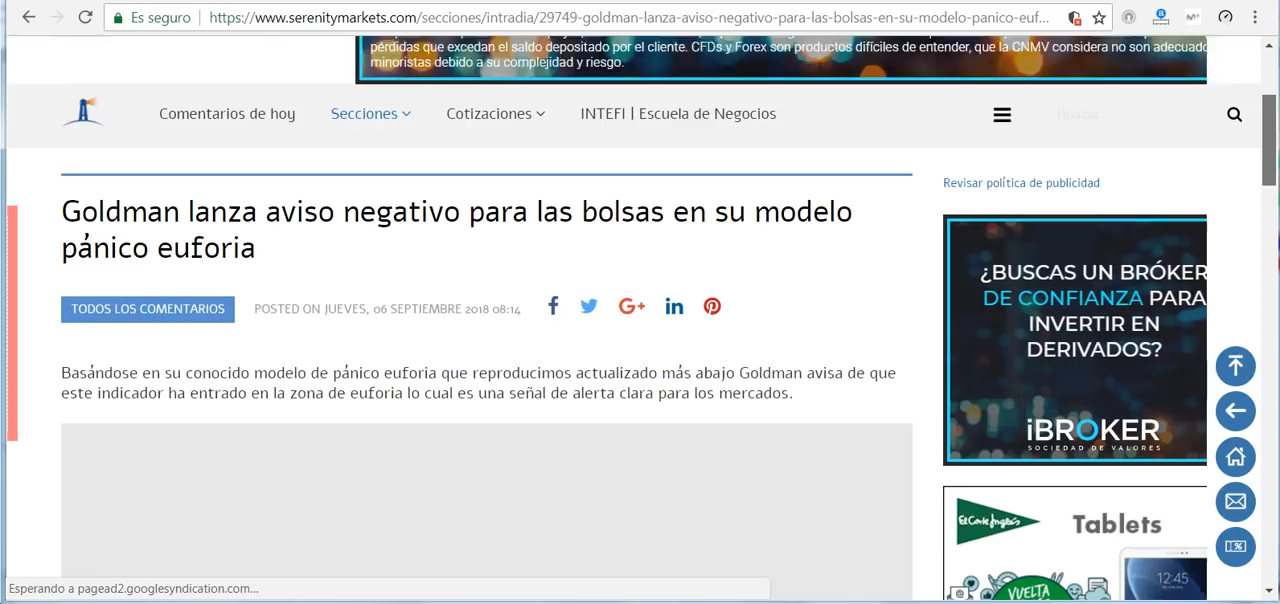 Es seguro
https://www.serenitymarkets.com/secciones/intradia/29749-goldman-lanza-aviso-negativo-para-las-bolsas-en-su-modelo-panico-euf...
pérdidas que excedan el saldo depositado por el cliente. CFDs y Forex son productos difíciles de entender, que la CNMV considera no son adecuado
minoristas debido a su complejidad y riesgo.
Comentarios de hoy
Secciones
Cotizaciones
INTEFI | Escuela de Negocios
Buscar ...
Goldman lanza aviso negativo para las bolsas en su modelo
pánico euforia
TODOS LOS COMENTARIOS
POSTED ON JUEVES, 06 SEPTIEMBRE 2018 08:14
Basándose en su conocido modelo de pánico euforia que reproducimos actualizado más abajo Goldman avisa de que
este indicador ha entrado en la zona de euforia lo cual es una señal de alerta clara para los mercados.
Revisar política de publicidad
¿BUSCAS UN BRÓKER
DE CONFIANZA PARA
INVERTIR EN
DERIVADOS?
iBROKER
SOCIEDAD DE VALORES
El Corte Inglés
Tablets
12:45
VUELTA
Esperando a pagead2.googlesyndication.com...